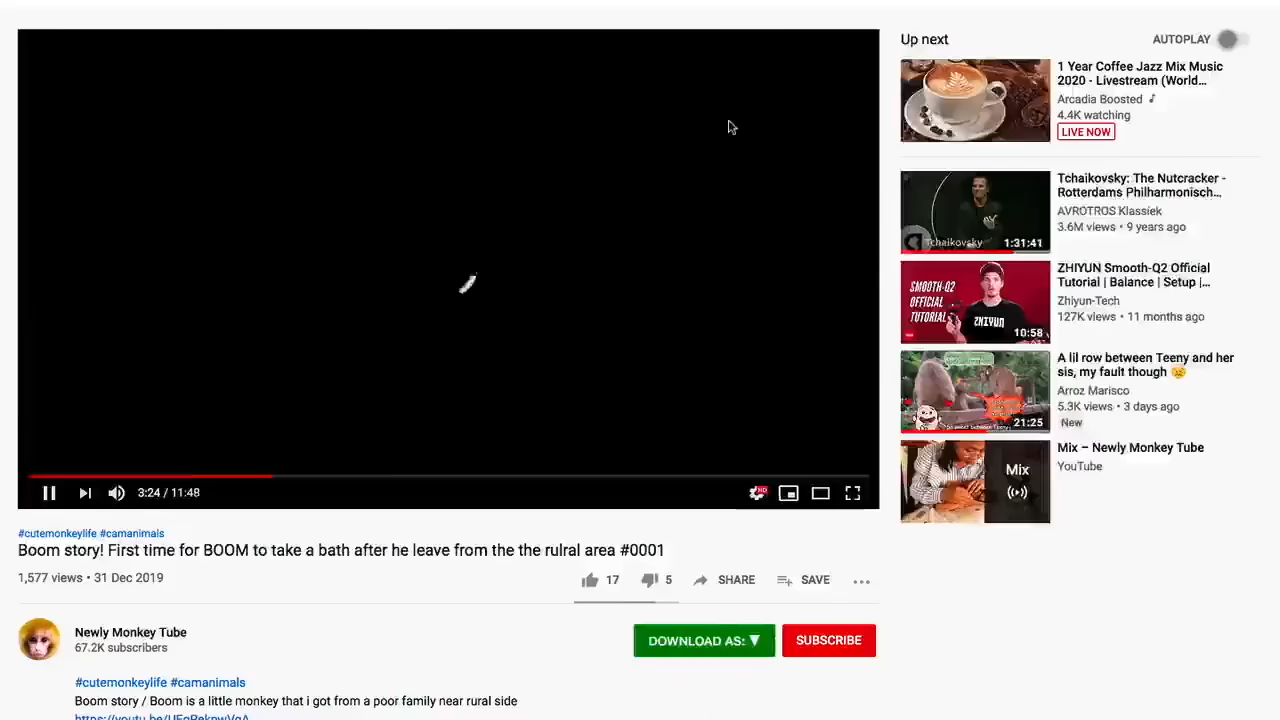 Up next
AUTOPLAY
1 Year Coffee Jazz Mix Music
2020 - Livestream (World...
Arcadia Boosted
4.4K watching
LIVE NOW
Tchaikovsky: The Nutcracker -
Rotterdams Philharmonisch...
AVROTROS Klassiek
3.6M views • 9 years ago
Tchaikovsky
1:31:41
ZHIYUN Smooth-Q2 Official
Tutorial | Balance | Setup |...
Zhiyun-Tech
127K views • 11 months ago
SMOOTH-Q2
OFFICIAL
TUTORIAL
ZHIYUN
10:58
A lil row between Teeny and her
sis, my fault though 😢
Arroz Marisco
5.3K views • 3 days ago
New
21:25
Mix – Newly Monkey Tube
YouTube
Mix
3:24 / 11:48
HD
#cutemonkeylife #camanimals
Boom story! First time for BOOM to take a bath after he leave from the the rulral area #0001
1,577 views • 31 Dec 2019
17
5
SHARE
SAVE
Newly Monkey Tube
67.2K subscribers
DOWNLOAD AS: ▼
SUBSCRIBE
#cutemonkeylife #camanimals
Boom story / Boom is a little monkey that i got from a poor family near rural side